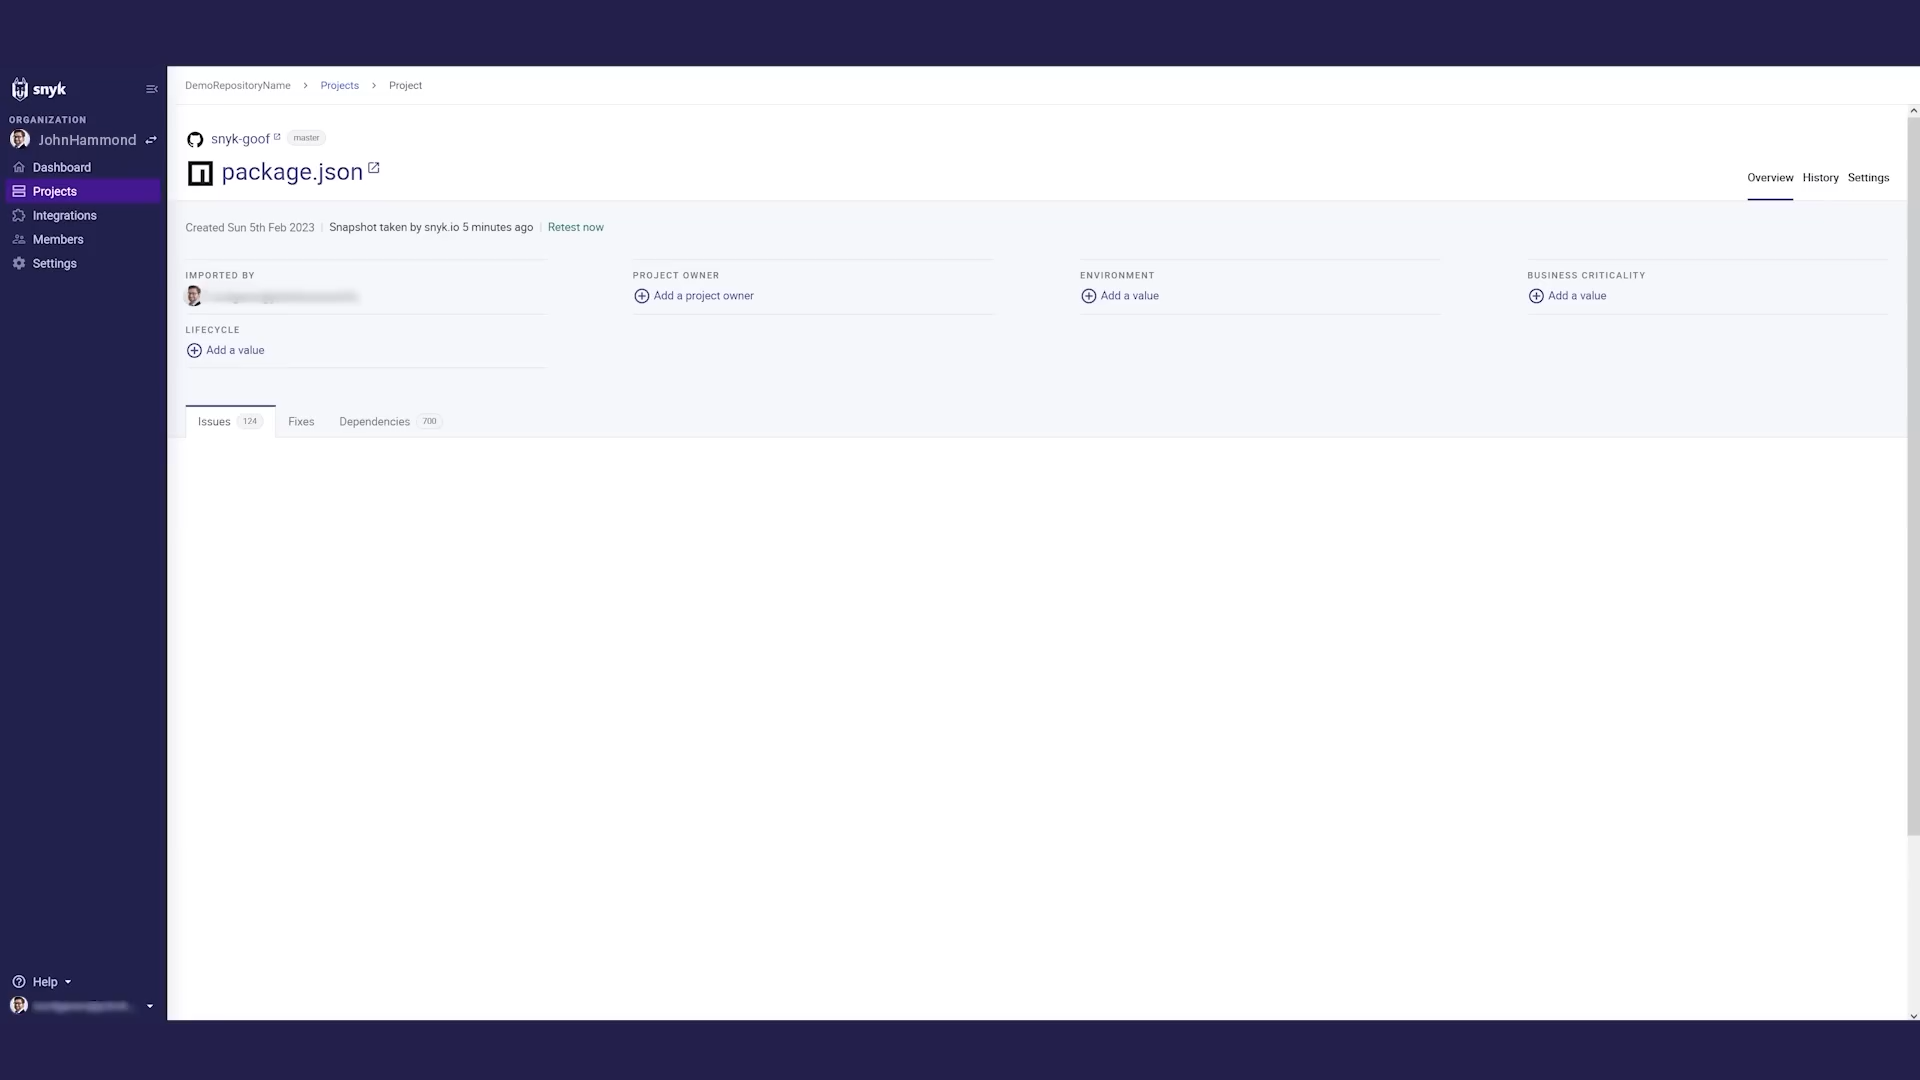 snyk
ORGANIZATION
JohnHammond
Dashboard
Projects
Integrations
Members
Settings
Help
DemoRepositoryName > Projects > Project
snyk-goof master
package.json
Overview History Settings
Created Sun 5th Feb 2023 | Snapshot taken by snyk.io 5 minutes ago | Retest now
IMPORTED BY
PROJECT OWNER
Add a project owner
ENVIRONMENT
Add a value
BUSINESS CRITICALITY
Add a value
LIFECYCLE
Add a value
Issues 124 Fixes Dependencies 700